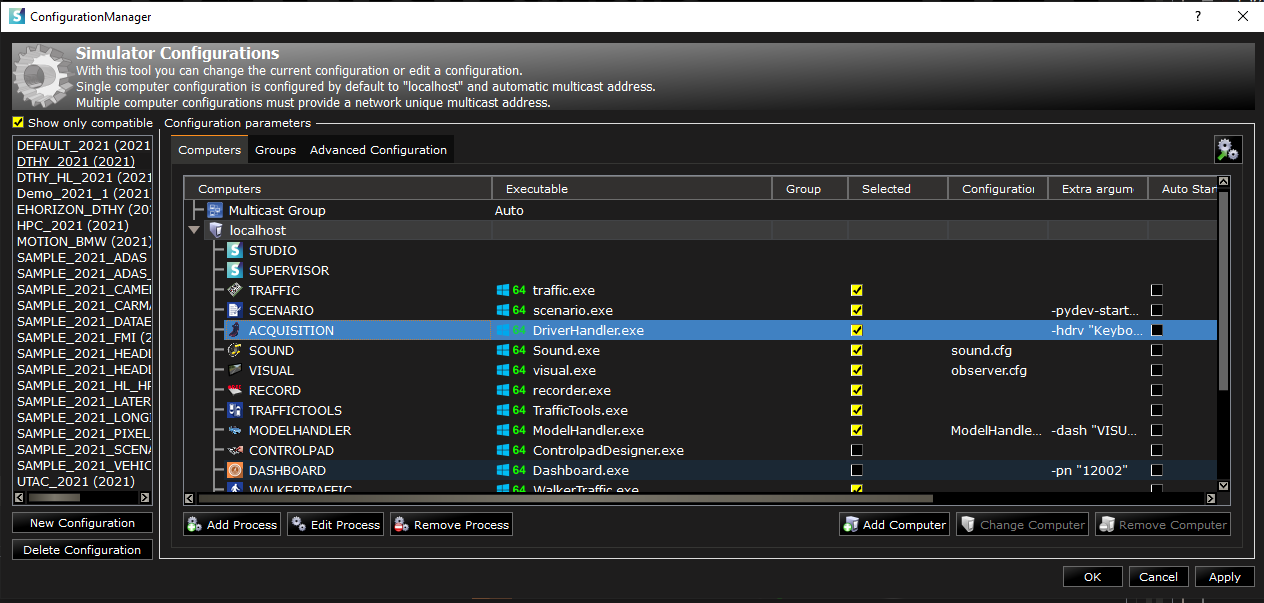 ConfigurationManager
?
Simulator Configurations
With this tool you can change the current configuration or edit a configuration.
Single computer configuration is configured by default to "localhost" and automatic multicast address.
Multiple computer configurations must provide a network unique multicast address.
Show only compatible
DEFAULT_2021 (2021
DTHY_2021 (2021)
DTHY_HL_2021 (2021
Demo_2021_1 (2021)
EHORIZON_DTHY (20
HPC_2021 (2021)
MOTION_BMW (2021)
SAMPLE_2021_ADAS
SAMPLE_2021_ADAS_
SAMPLE_2021_CAME
SAMPLE_2021_CARM
SAMPLE_2021_DATAE
SAMPLE_2021_FMI (2
SAMPLE_2021_HEADL
SAMPLE_2021_HEADL
SAMPLE_2021_HL_HP
SAMPLE_2021_LATER
SAMPLE_2021_LONG
SAMPLE_2021_PIXEL
SAMPLE_2021_SCENA
SAMPLE_2021_VEHIC
UTAC_2021 (2021)
New Configuration
Delete Configuration
Configuration parameters
Computers Groups Advanced Configuration
Computers Executable Group Selected Configuration Extra argum Auto Star
Multicast Group Auto
localhost
STUDIO
SUPERVISOR
TRAFFIC 64 traffic.exe
SCENARIO 64 scenario.exe -pydev-start...
ACQUISITION 64 DriverHandler.exe -hdrv "Keybo...
SOUND 64 Sound.exe sound.cfg
VISUAL 64 visual.exe observer.cfg
RECORD 64 recorder.exe
TRAFFICTOOLS 64 TrafficTools.exe
MODELHANDLER 64 ModelHandler.exe ModelHandle... -dash "VISU...
CONTROLPAD 64 ControlpadDesigner.exe
DASHBOARD 64 Dashboard.exe -pn "12002"
WALKERTRAFFIC 64 WalkerTraffic.exe
Add Process Edit Process Remove Process Add Computer Change Computer Remove Computer
OK Cancel Apply